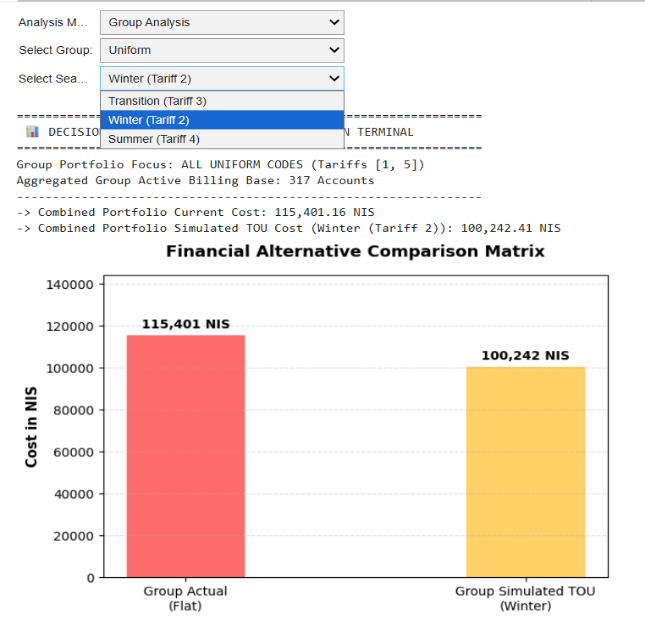 Analysis M... Group Analysis
Select Group: Uniform
Select Sea... Winter (Tariff 2)
Transition (Tariff 3)
Winter (Tariff 2)
Summer (Tariff 4)
================================================================
📊 DECISIO N TERMINAL
================================================================
Group Portfolio Focus: ALL UNIFORM CODES (Tariffs [1, 5])
Aggregated Group Active Billing Base: 317 Accounts
----------------------------------------------------------------
-> Combined Portfolio Current Cost: 115,401.16 NIS
-> Combined Portfolio Simulated TOU Cost (Winter (Tariff 2)): 100,242.41 NIS
Financial Alternative Comparison Matrix
140000
120000
100000
80000
60000
40000
20000
0
Cost in NIS
115,401 NIS
100,242 NIS
Group Actual
(Flat)
Group Simulated TOU
(Winter)